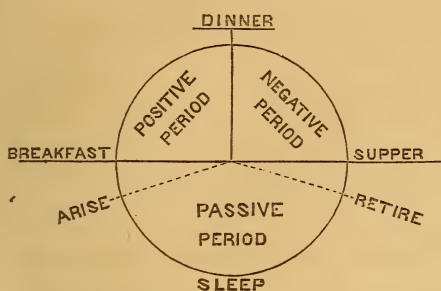 DINNER
POSITIVE
PERIOD
NEGATIVE
PERIOD
BREAKFAST
SUPPER
ARISE
RETIRE
PASSIVE
PERIOD
SLEEP